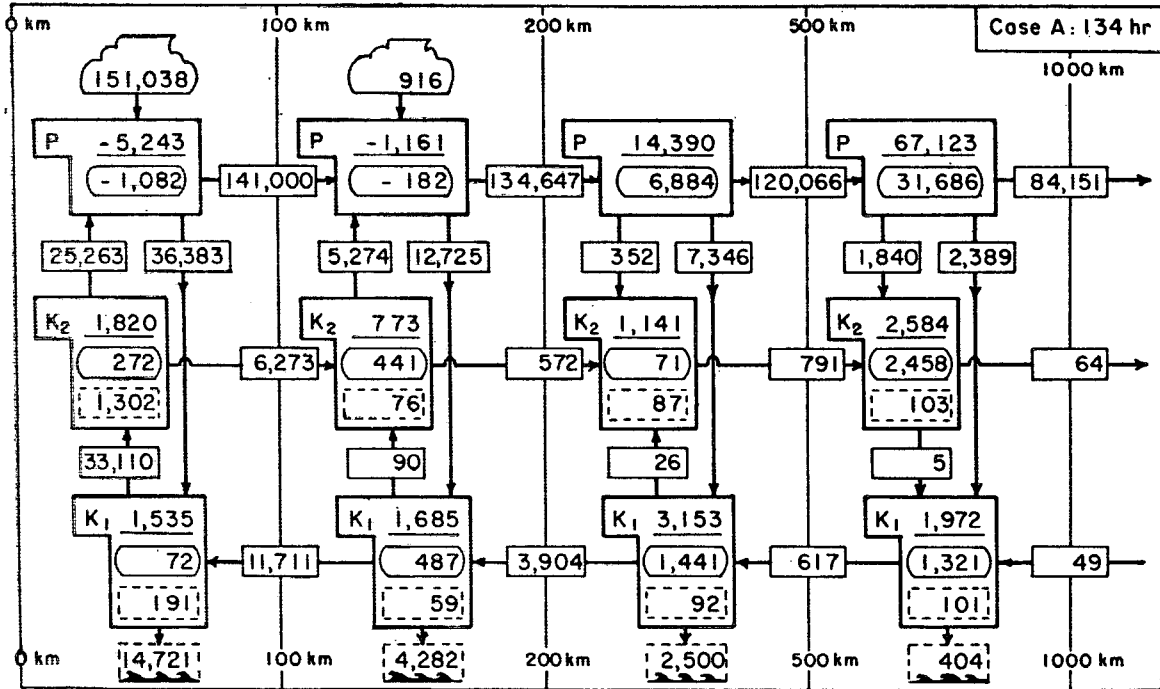 0 km 100 km 200 km 500 km Case A: 134 hr
1000 km
151,038 916
P -5,243 P -1,161 P 14,390 P 67,123
-1,082 141,000 -182 134,647 6,884 120,066 31,686 84,151
25,263 36,383 5,274 12,725 352 7,346 1,840 2,389
K2 1,820 K2 773 K2 1,141 K2 2,584
272 6,273 441 572 71 791 2,458 64
1,302 76 87 103
33,110 90 26 5
K1 1,535 K1 1,685 K1 3,153 K1 1,972
72 11,711 487 3,904 1,441 617 1,321 49
191 59 92 101
0 km 14,721 100 km 4,282 200 km 2,500 500 km 404 1000 km